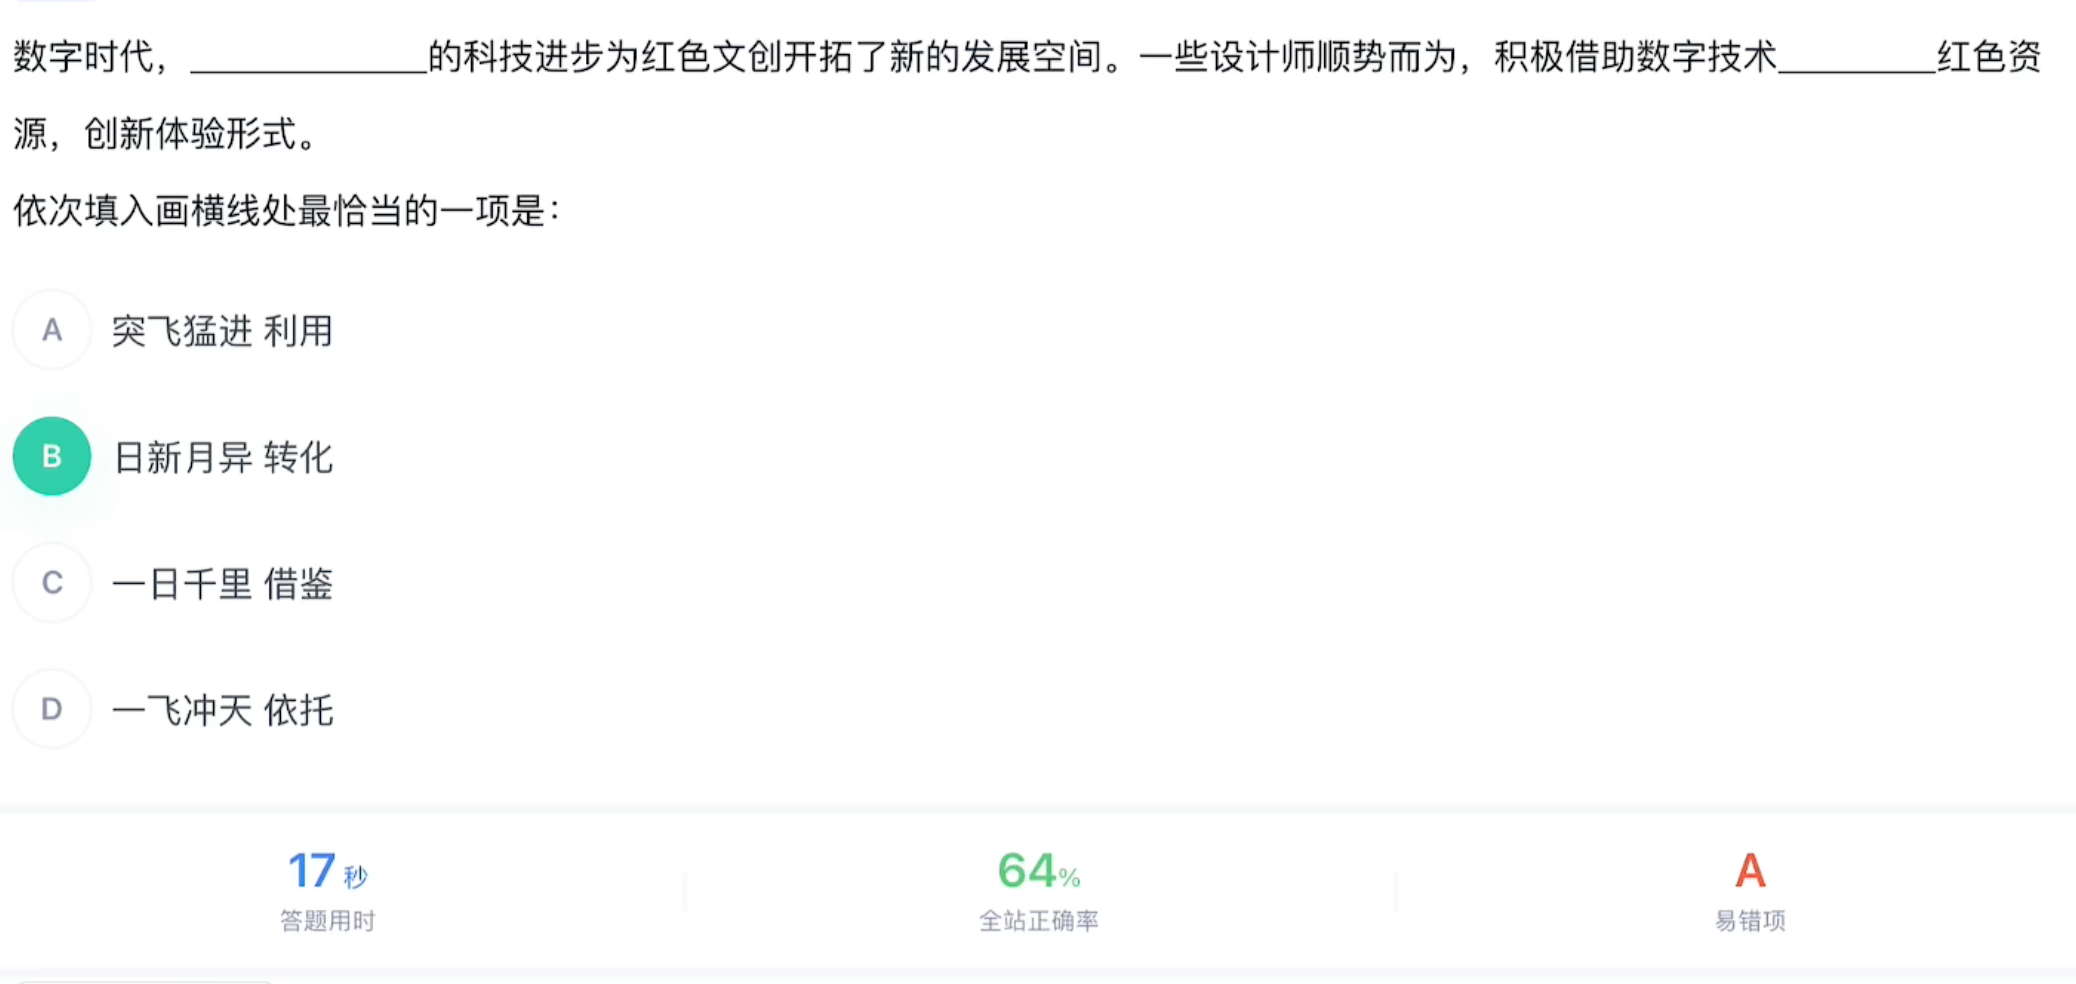 数字时代，____________的科技进步为红色文创开拓了新的发展空间。一些设计师顺势而为，积极借助数字技术________红色资
源，创新体验形式。
依次填入画横线处最恰当的一项是：
A 突飞猛进 利用
B 日新月异 转化
C 一日千里 借鉴
D 一飞冲天 依托
17秒 64% A
答题用时 全站正确率 易错项